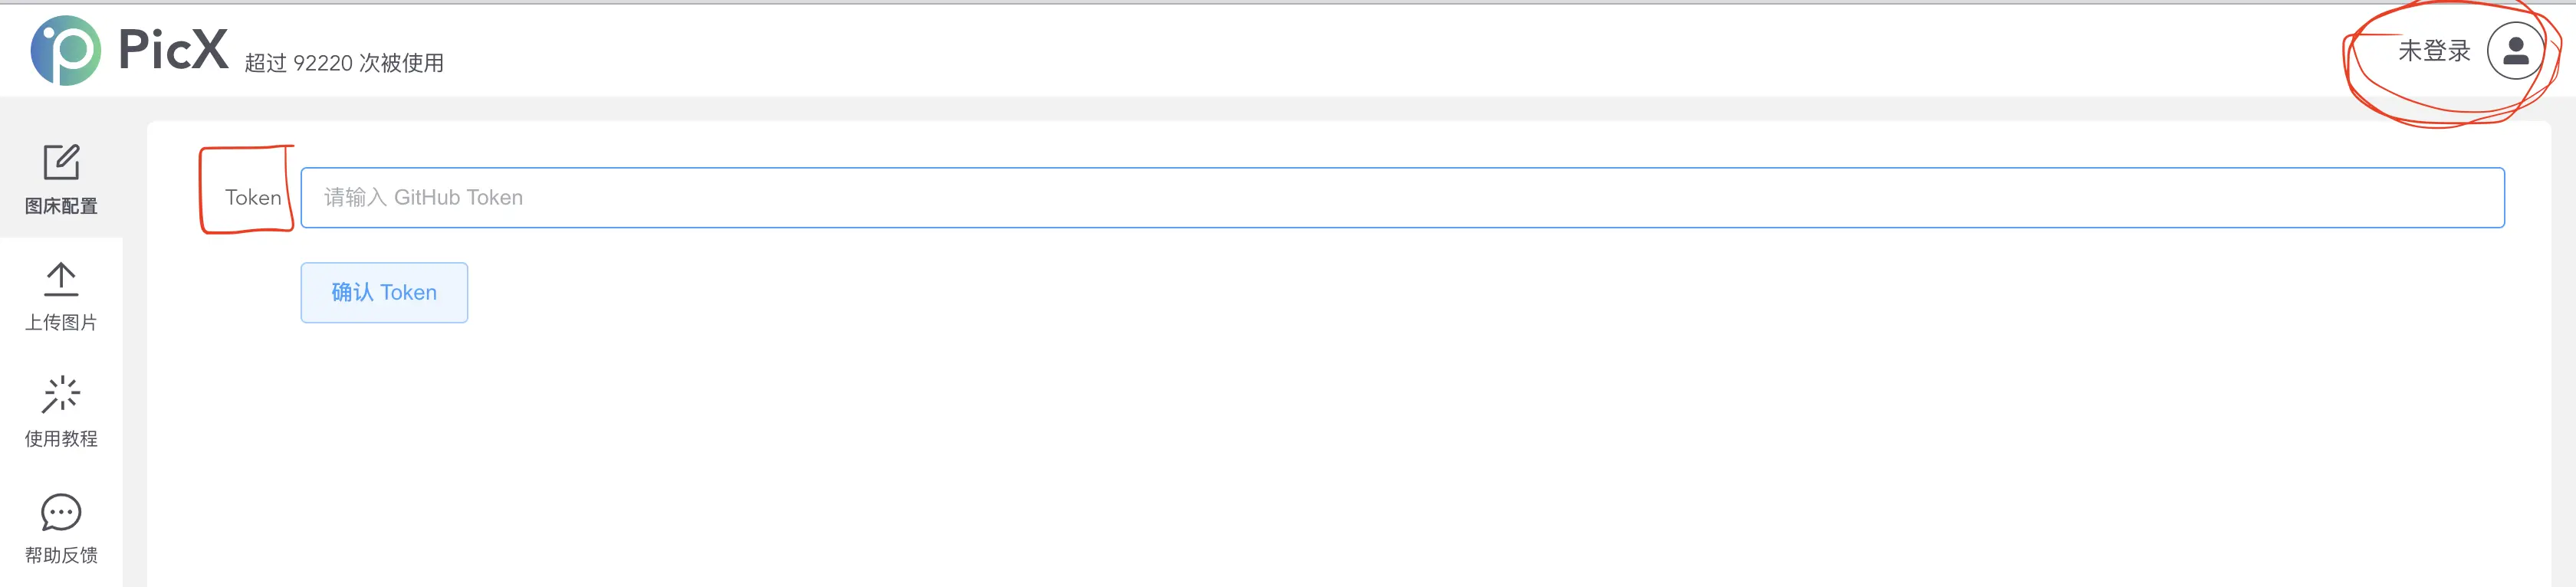 PicX 超过 92220 次被使用
未登录
图床配置
上传图片
使用教程
帮助反馈
Token 请输入 GitHub Token
确认 Token